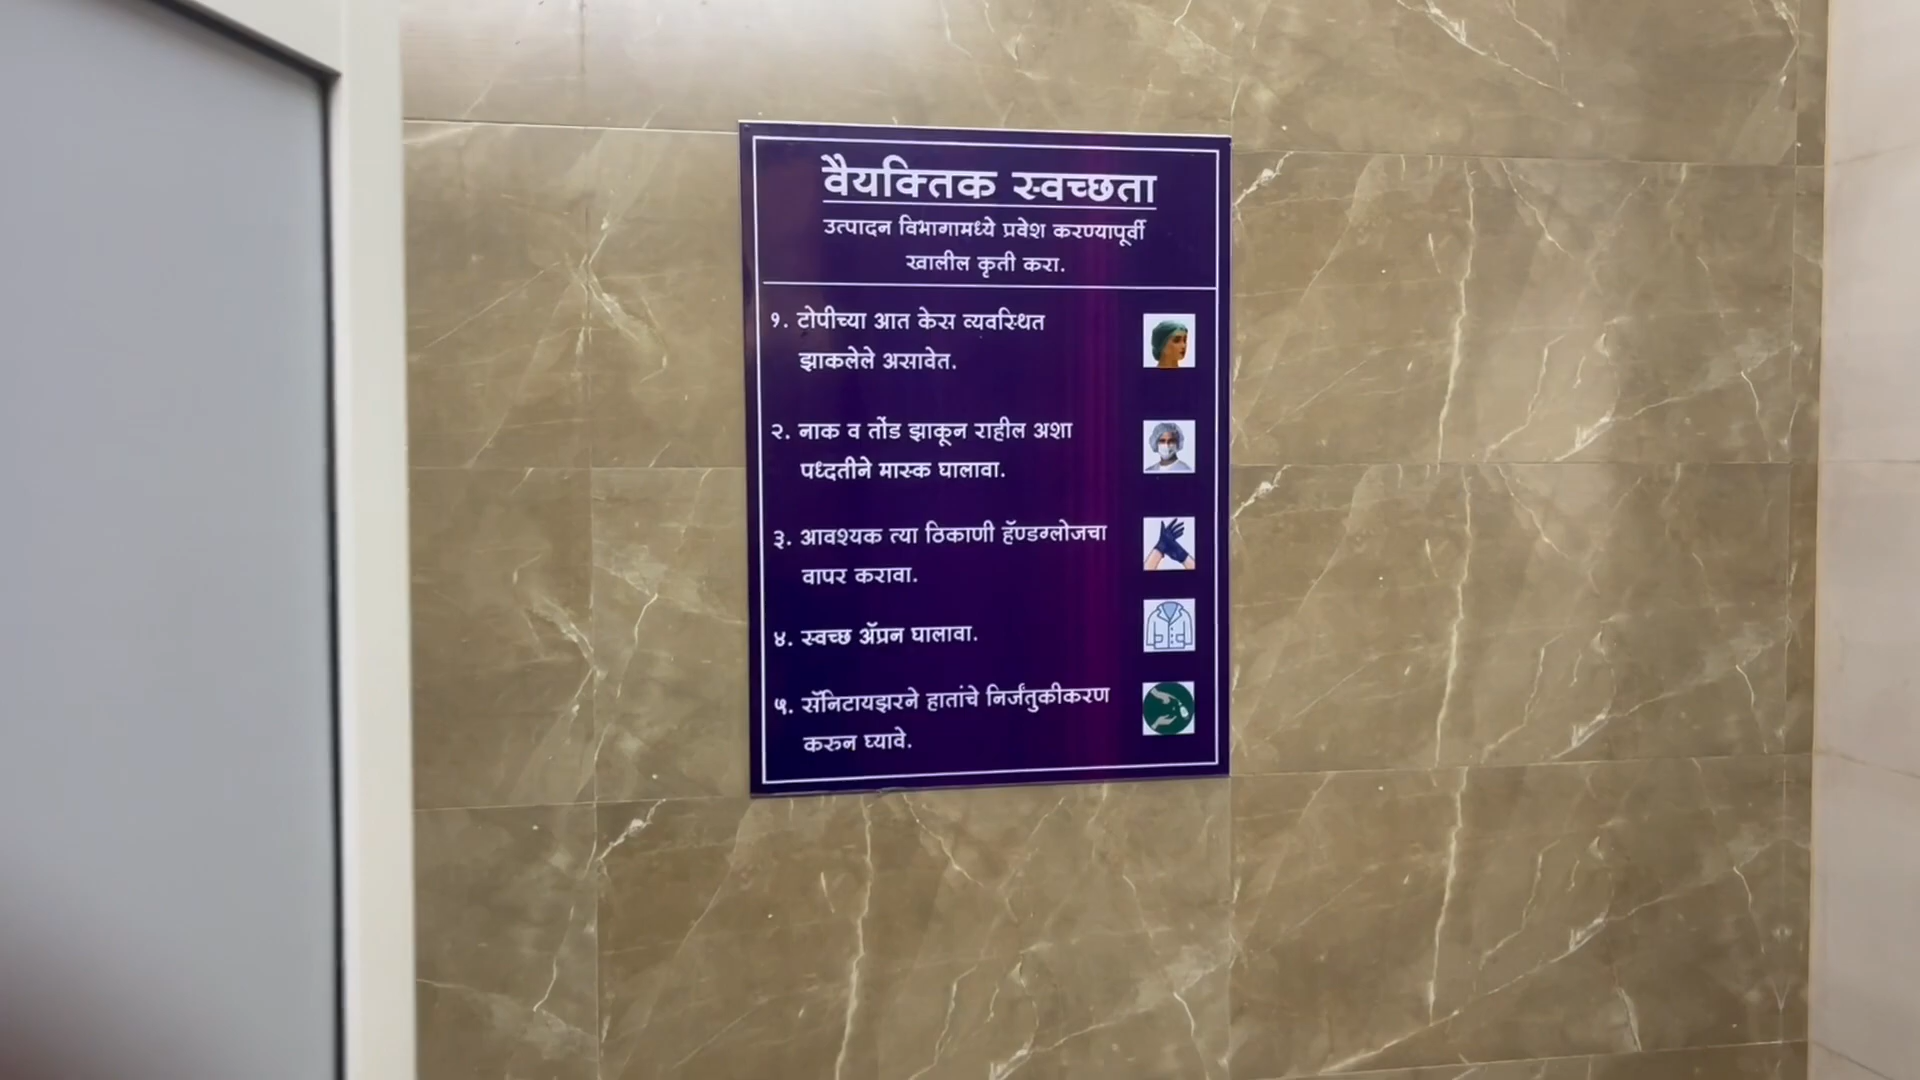 वैयक्तिक स्वच्छता
उत्पादन विभागामध्ये प्रवेश करण्यापूर्वी
खालील कृती करा.
१. टोपीच्या आत केस व्यवस्थित
झाकलेले असावेत.
२. नाक व तोंड झाकून राहील अशा
पध्दतीने मास्क घालावा.
३. आवश्यक त्या ठिकाणी हॅण्डग्लोजचा
वापर करावा.
४. स्वच्छ ॲप्रन घालावा.
५. सॅनिटायझरने हातांचे निर्जंतुकीकरण
करुन घ्यावे.